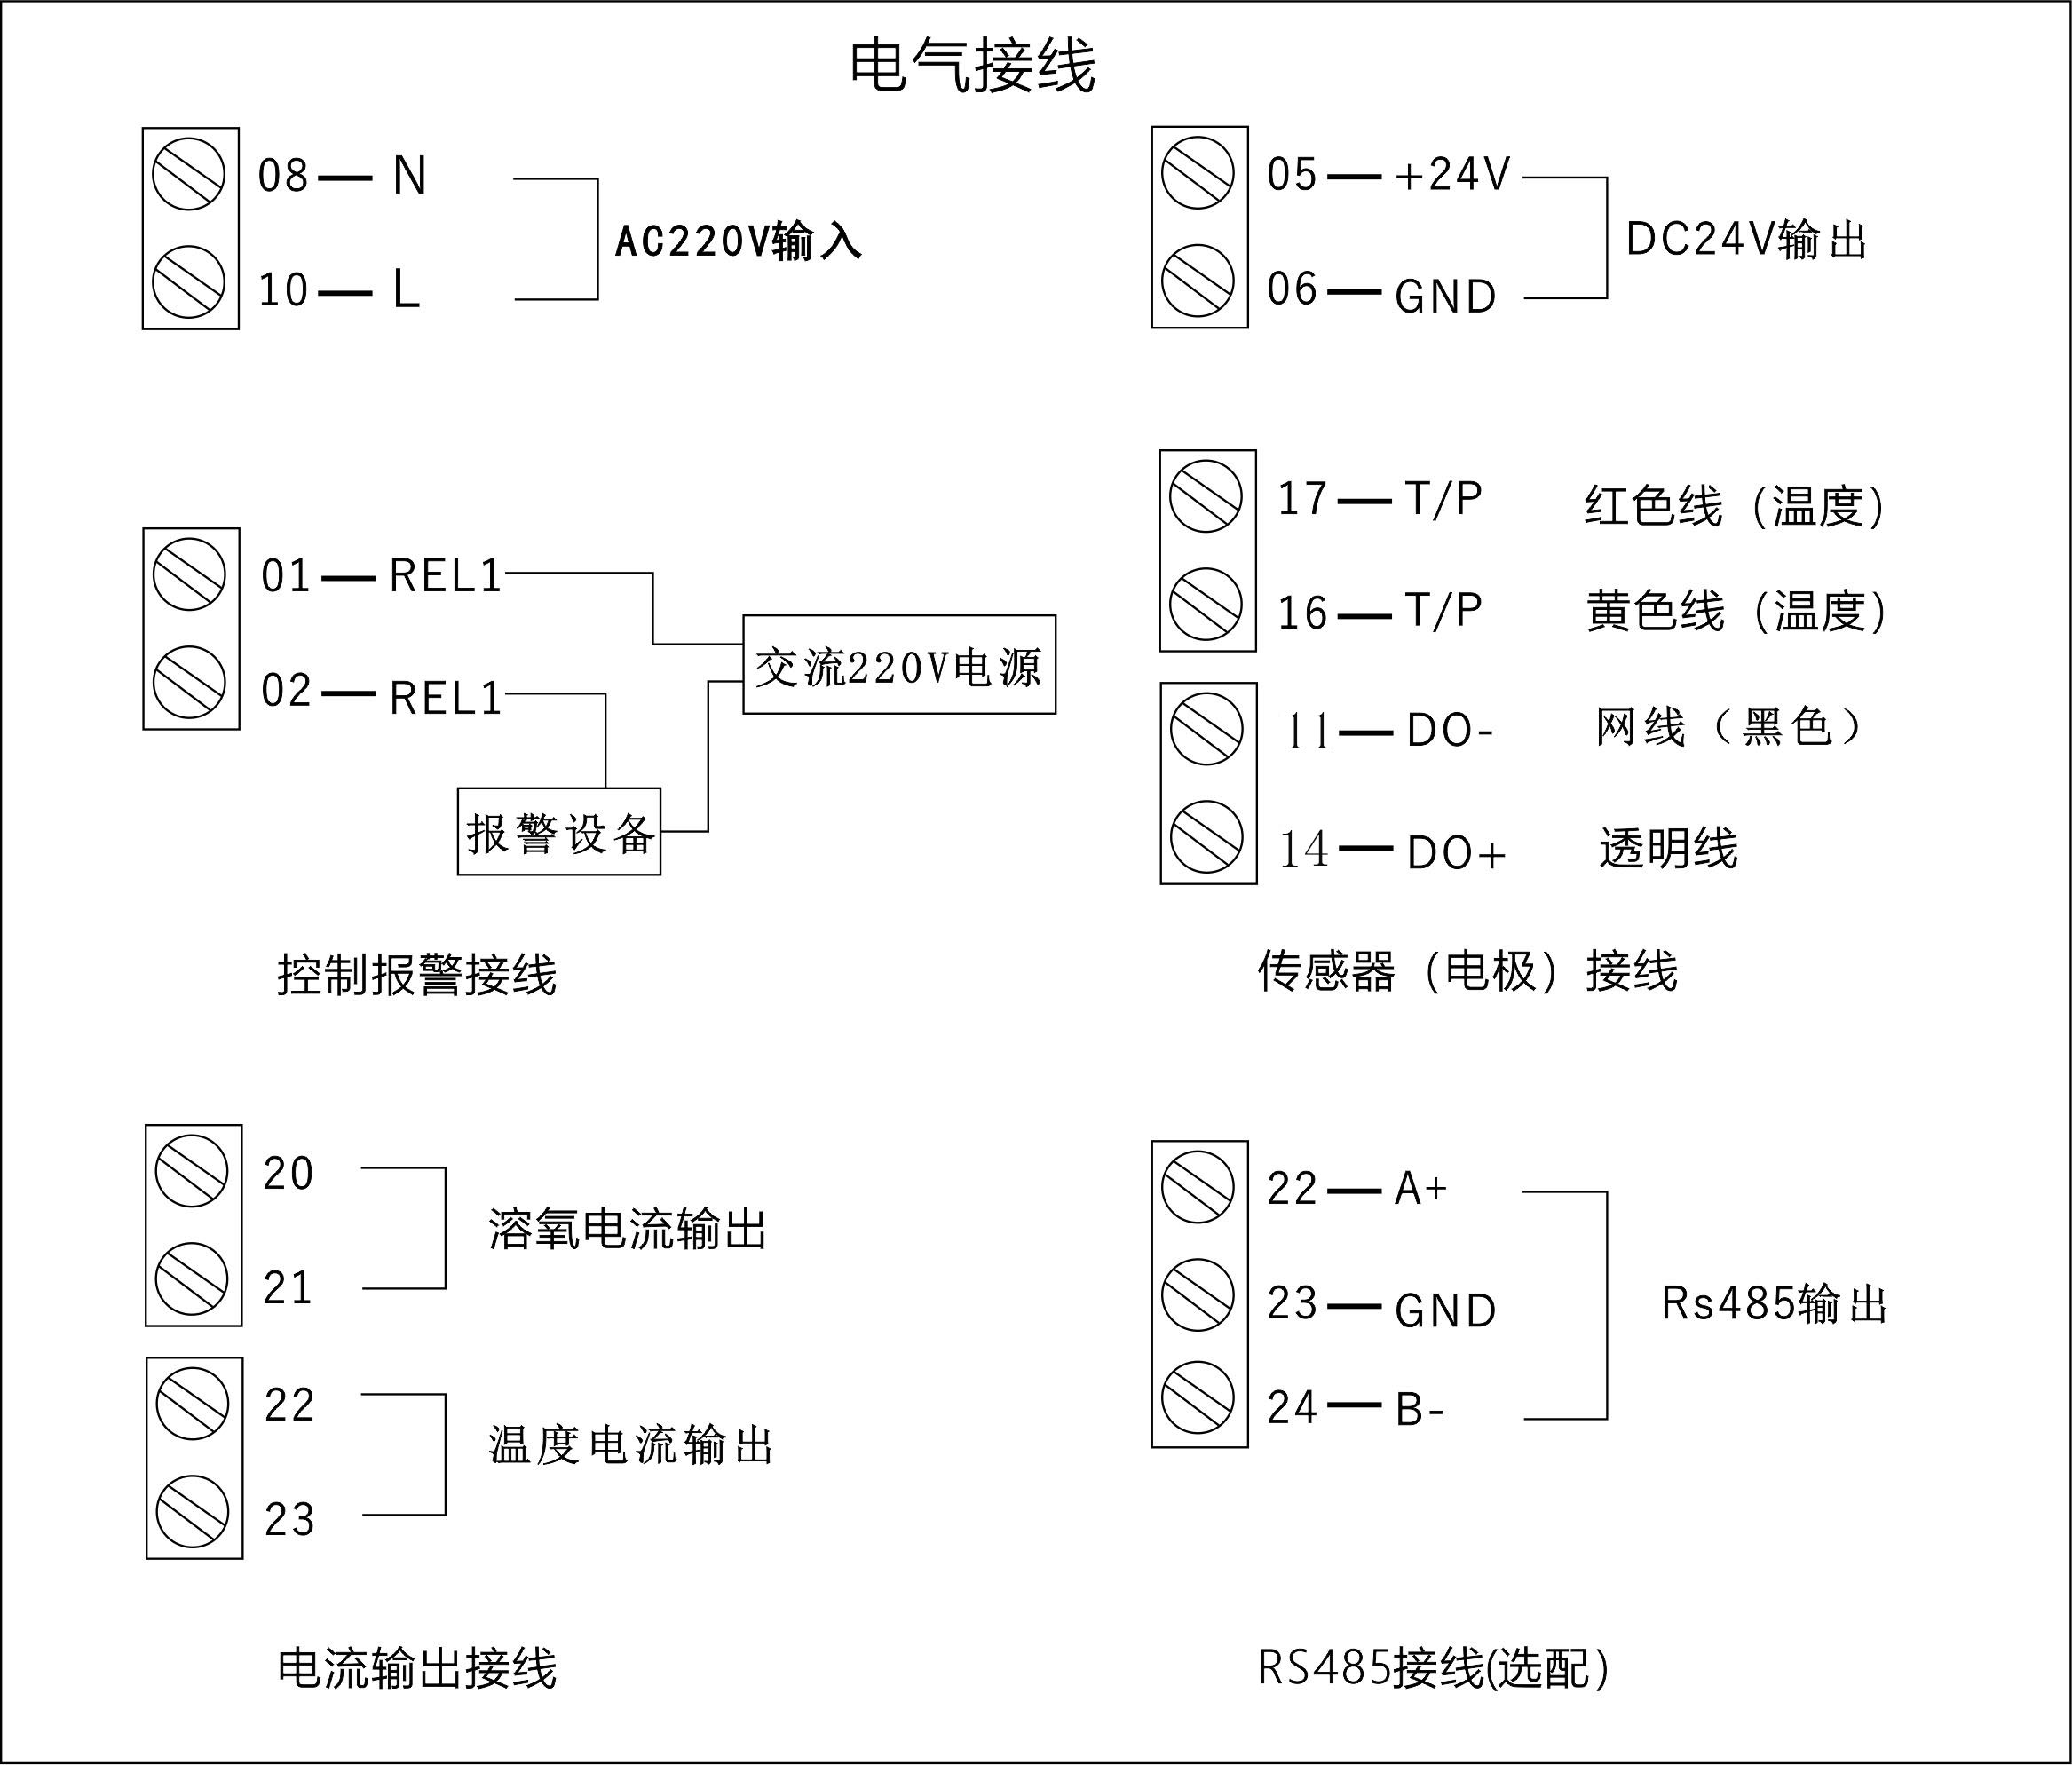 电气接线
08 — N
AC220V输入
10 — L
05 — +24V
DC24V输出
06 — GND
01 — REL1
02 — REL1
交流220V电源
报警设备
控制报警接线
17 — T/P 红色线（温度）
16 — T/P 黄色线（温度）
11 — DO- 网线（黑色）
14 — DO+ 透明线
传感器（电极）接线
20
溶氧电流输出
21
22
温度电流输出
23
电流输出接线
22 — A+
23 — GND
Rs485输出
24 — B-
RS485接线(选配)